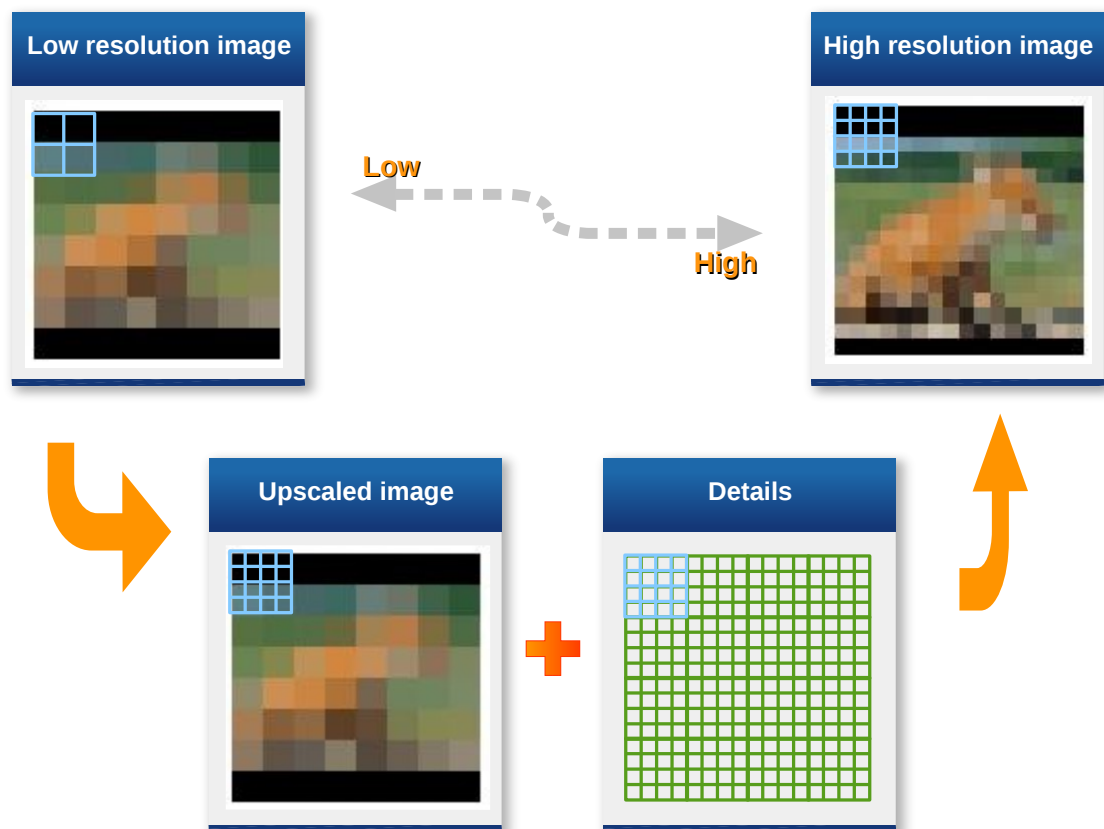 Low resolution image
High resolution image
Low
High
Upscaled image
Details